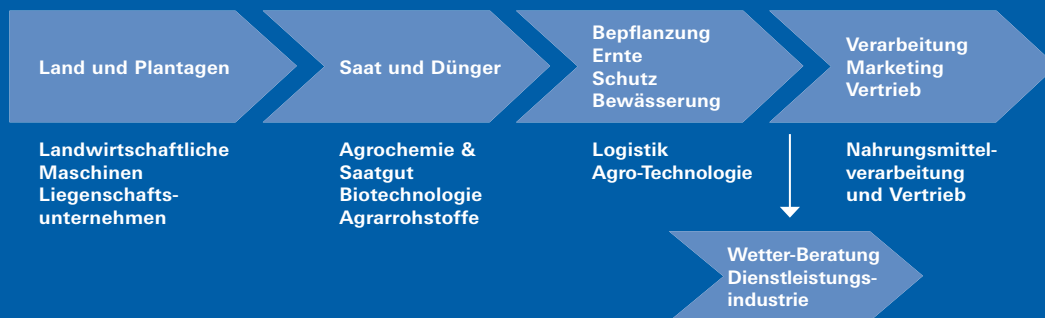 Land und Plantagen
Saat und Dünger
Bepflanzung
Ernte
Schutz
Bewässerung
Verarbeitung
Marketing
Vertrieb
Landwirtschaftliche
Maschinen
Liegenschafts-
unternehmen
Agrochemie &
Saatgut
Biotechnologie
Agrarrohstoffe
Logistik
Agro-Technologie
Nahrungsmittel-
verarbeitung
und Vertrieb
Wetter-Beratung
Dienstleistungs-
industrie